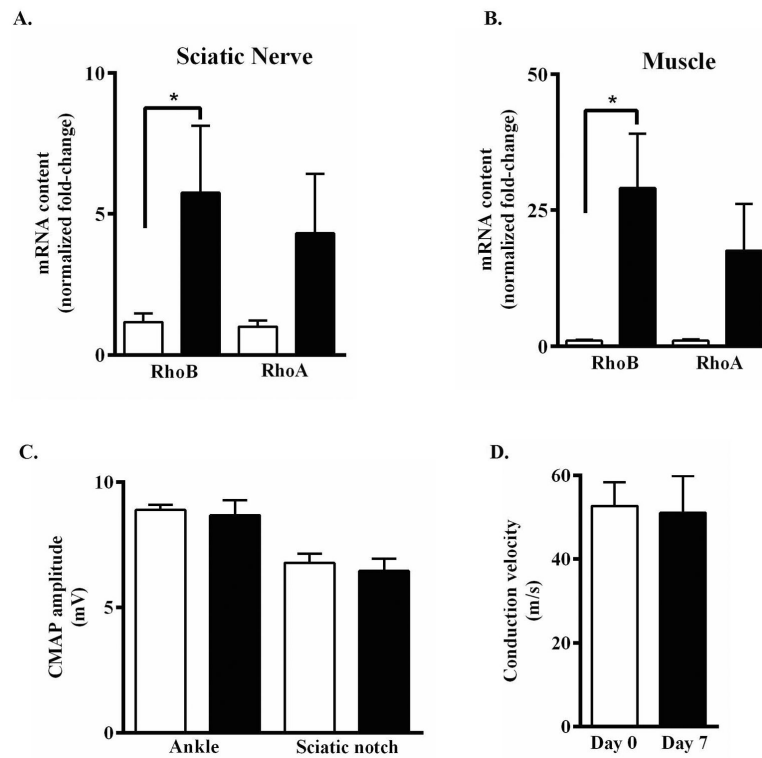 A.
Sciatic Nerve
mRNA content
(normalized fold-change)
10
5
0
*
RhoB RhoA
B.
Muscle
mRNA content
(normalized fold-change)
50
25
0
*
RhoB RhoA
C.
CMAP amplitude
(mV)
10
5
0
Ankle Sciatic notch
D.
Conduction velocity
(m/s)
60
40
20
0
Day 0 Day 7